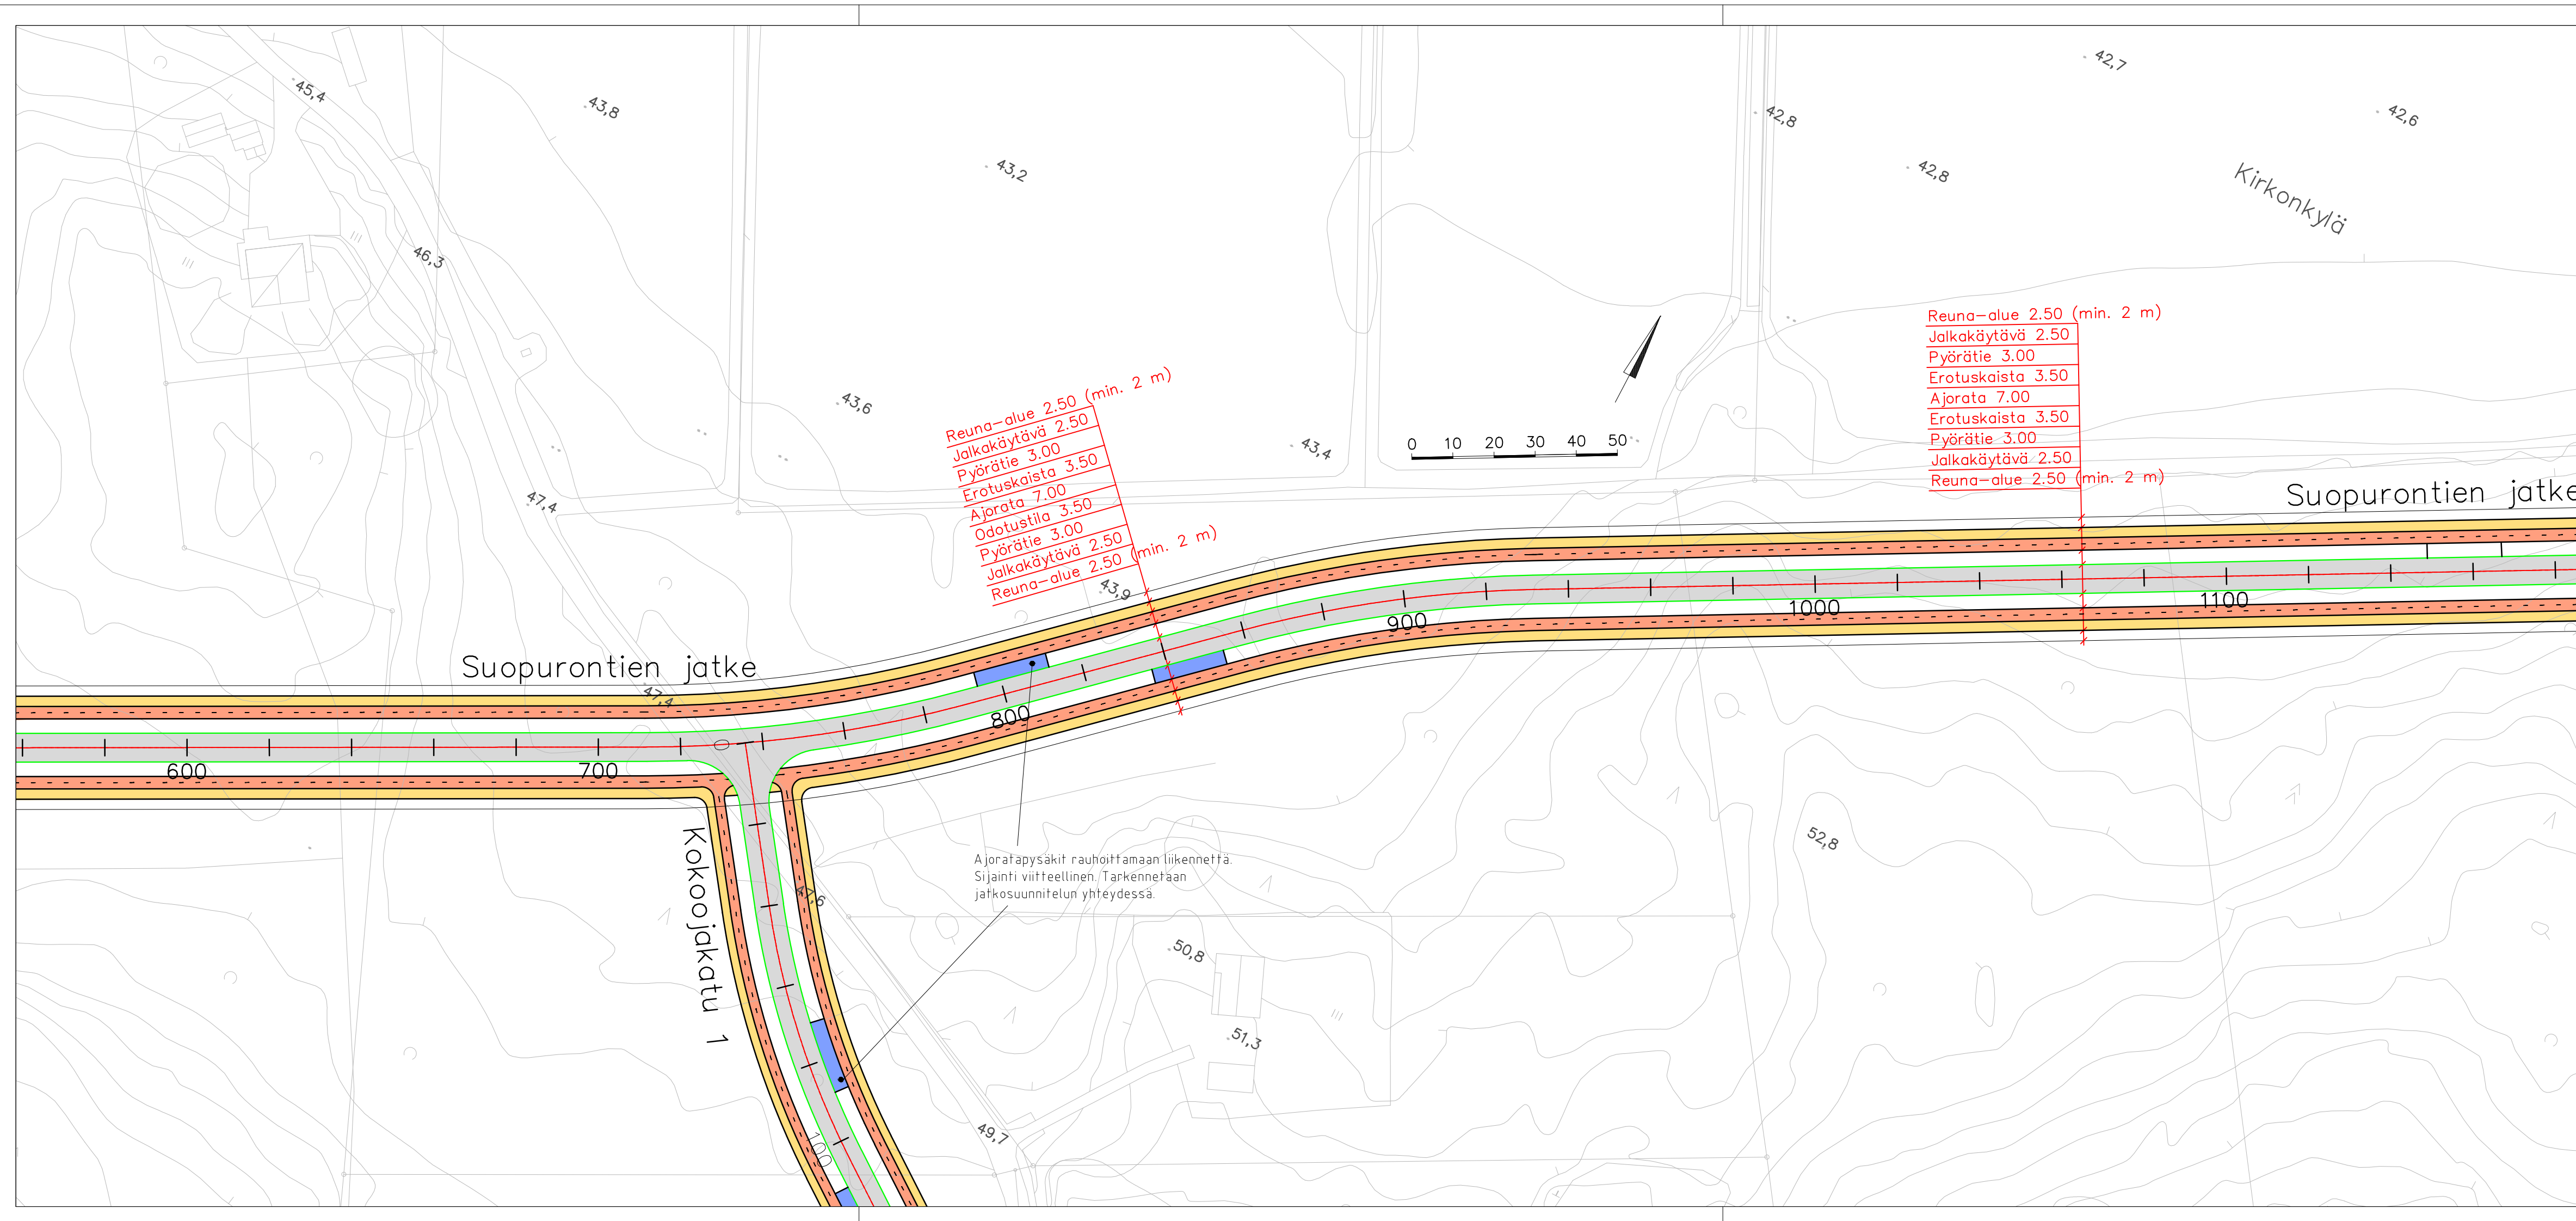 45,4
43,8
43,2
42,7
42,8
42,6
42,8
Kirkonkylä
46,3
47,4
43,6
43,4
0 10 20 30 40 50
Reuna-alue 2.50 (min. 2 m)
Jalkakäytävä 2.50
Pyörätie 3.00
Erotuskaista 3.50
Ajorata 7.00
Odotustila 3.50
Pyörätie 3.00
Jalkakäytävä 2.50
Reuna-alue 2.50 (min. 2 m)
Reuna-alue 2.50 (min. 2 m)
Jalkakäytävä 2.50
Pyörätie 3.00
Erotuskaista 3.50
Ajorata 7.00
Erotuskaista 3.50
Pyörätie 3.00
Jalkakäytävä 2.50
Reuna-alue 2.50 (min. 2 m)
Suopurontien jatke
43,9
Suopurontien jatke
47,4
600
700
0
800
900
1000
1100
Kokoojakatu 1
47,6
Ajoratapysäkit rauhoittamaan liikennettä.
Sijainti viitteellinen. Tarkennetaan
jatkosuunnitelun yhteydessä.
52,8
50,8
51,3
49,7
100